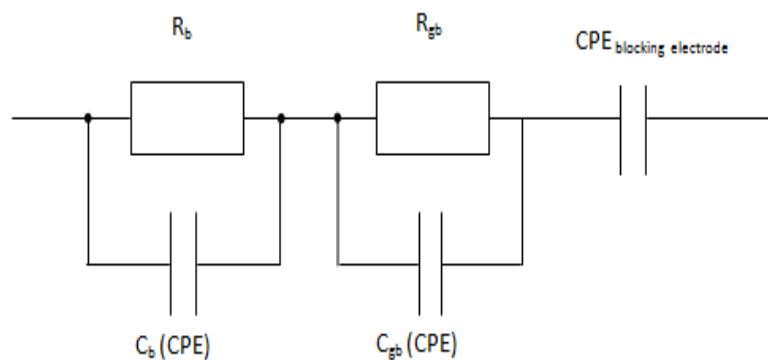 R_b
R_gb
CPE_blocking electrode
C_b (CPE)
C_gb (CPE)